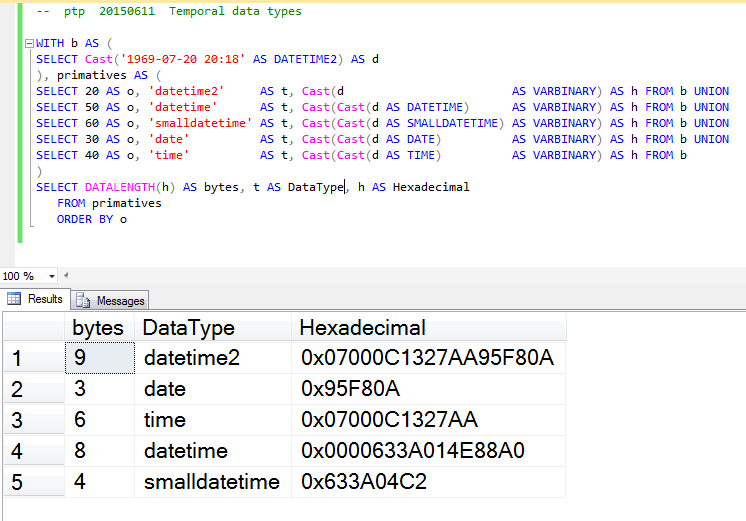 -- ptp 20150611 Temporal data types
WITH b AS (
SELECT Cast('1969-07-20 20:18' AS DATETIME2) AS d
), primatives AS (
SELECT 20 AS o, 'datetime2' AS t, Cast(d AS VARBINARY) AS h FROM b UNION
SELECT 50 AS o, 'datetime' AS t, Cast(Cast(d AS DATETIME) AS VARBINARY) AS h FROM b UNION
SELECT 60 AS o, 'smalldatetime' AS t, Cast(Cast(d AS SMALLDATETIME) AS VARBINARY) AS h FROM b UNION
SELECT 30 AS o, 'date' AS t, Cast(Cast(d AS DATE) AS VARBINARY) AS h FROM b UNION
SELECT 40 AS o, 'time' AS t, Cast(Cast(d AS TIME) AS VARBINARY) AS h FROM b
)
SELECT DATALENGTH(h) AS bytes, t AS DataType, h AS Hexadecimal
FROM primatives
ORDER BY o
100 %
Results Messages
bytes DataType Hexadecimal
1 9 datetime2 0x07000C1327AA95F80A
2 3 date 0x95F80A
3 6 time 0x07000C1327AA
4 8 datetime 0x0000633A014E88A0
5 4 smalldatetime 0x633A04C2